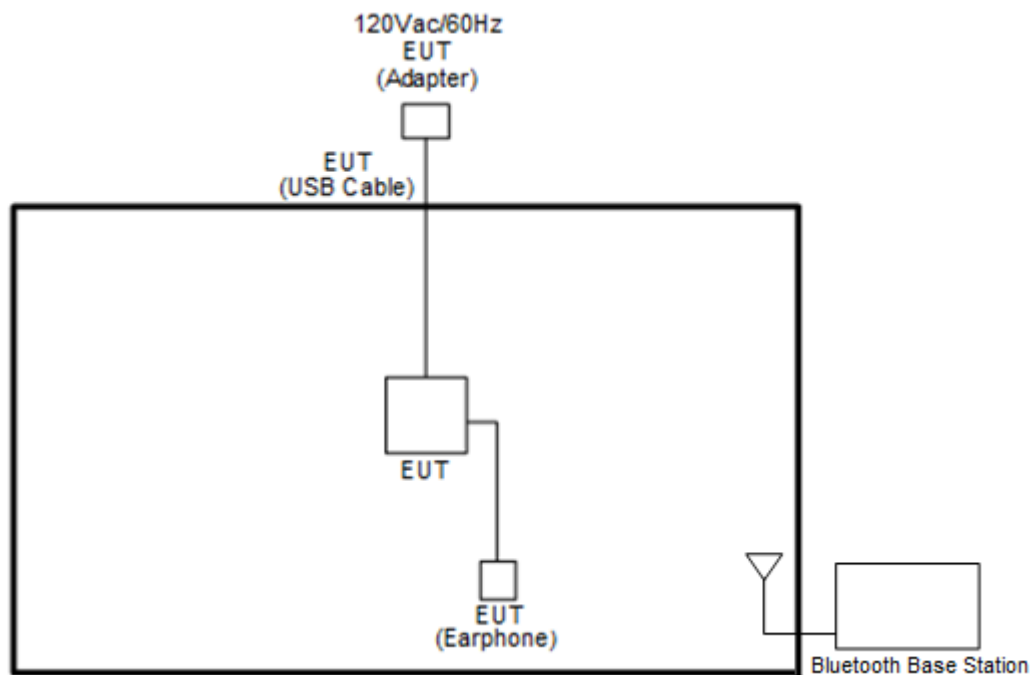 120Vac/60Hz
EUT
(Adapter)
EUT
(USB Cable)
EUT
EUT
(Earphone)
Bluetooth Base Station